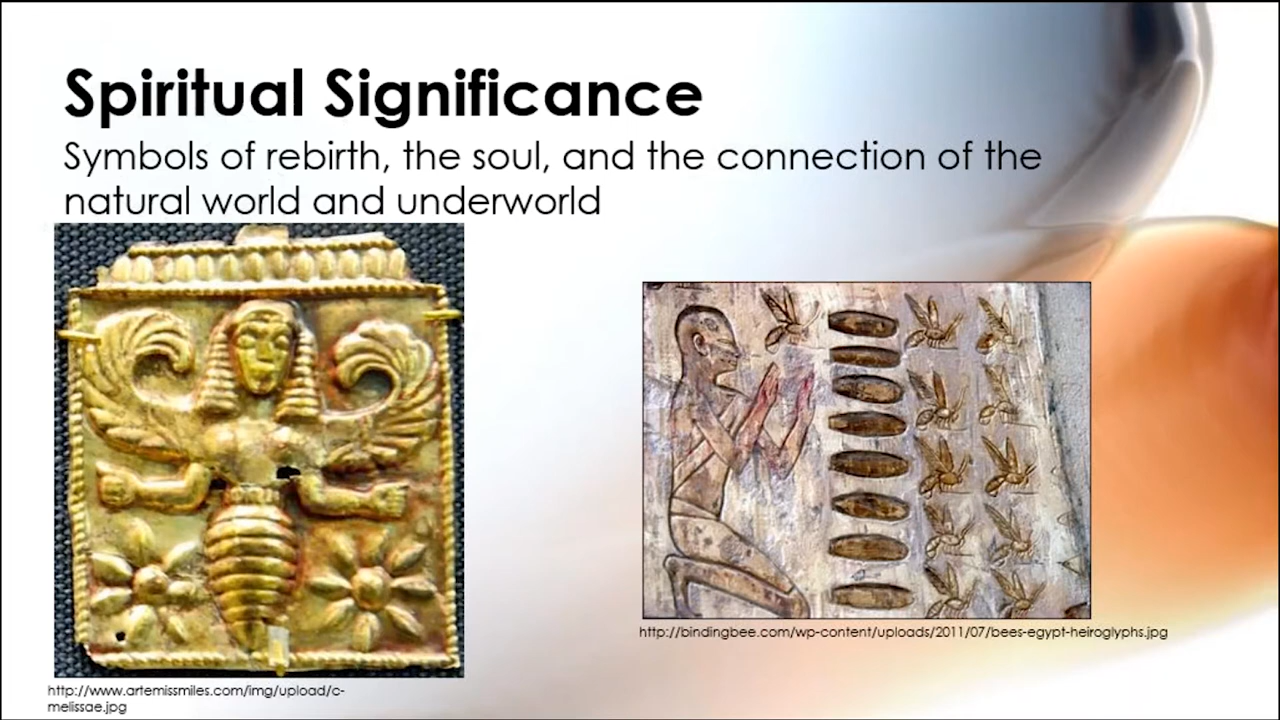 Spiritual Significance
Symbols of rebirth, the soul, and the connection of the
natural world and underworld
http://bindingbee.com/wp-content/uploads/2011/07/bees-egypt-heiroglyphs.jpg
http://www.artemissmiles.com/img/upload/c-
melissae.jpg